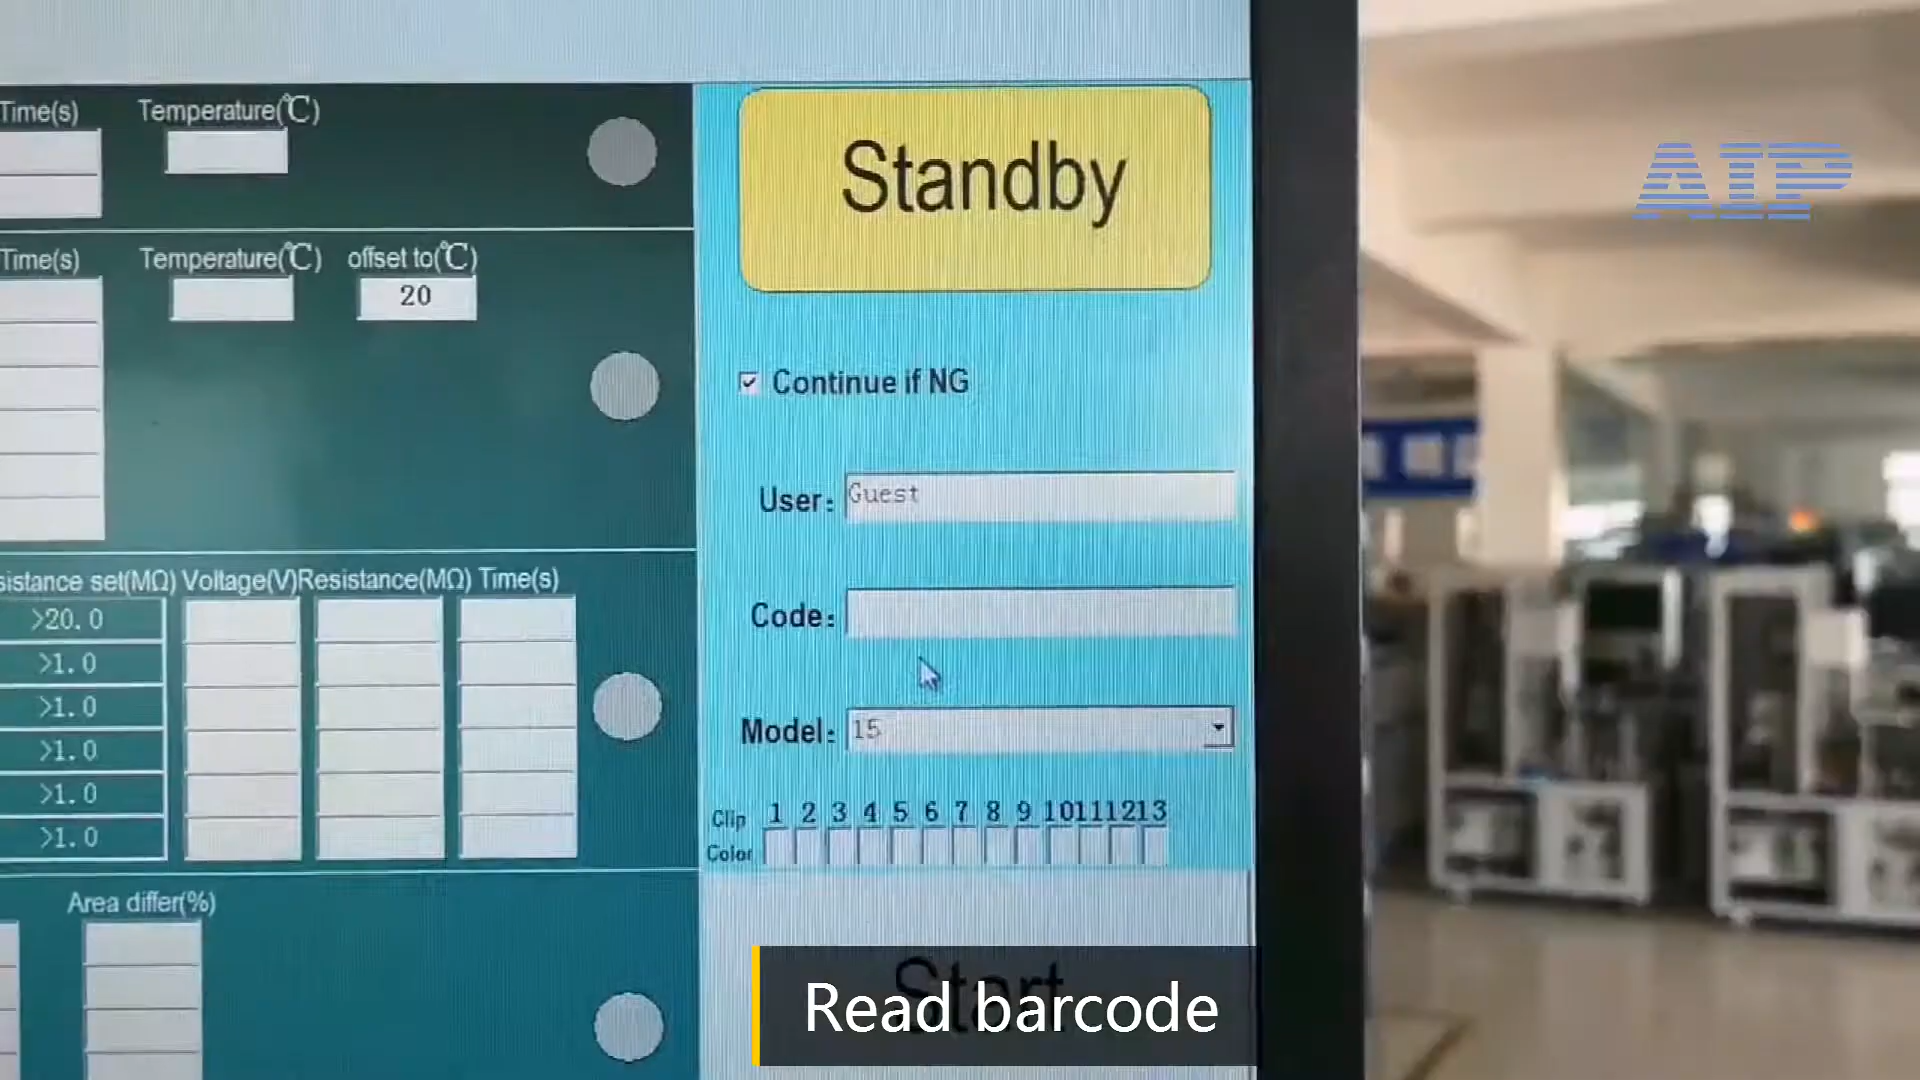 Time(s) Temperature(℃)
Standby
AIP
Time(s) Temperature(℃) offset to(℃)
20
Continue if NG
User: Guest
Code:
Model: 15
sistance set(MΩ) Voltage(V) Resistance(MΩ) Time(s)
>20.0
>1.0
>1.0
>1.0
>1.0
>1.0
Clip 1 2 3 4 5 6 7 8 9 10 11 12 13
Color
Area differ(%)
Start
Read barcode